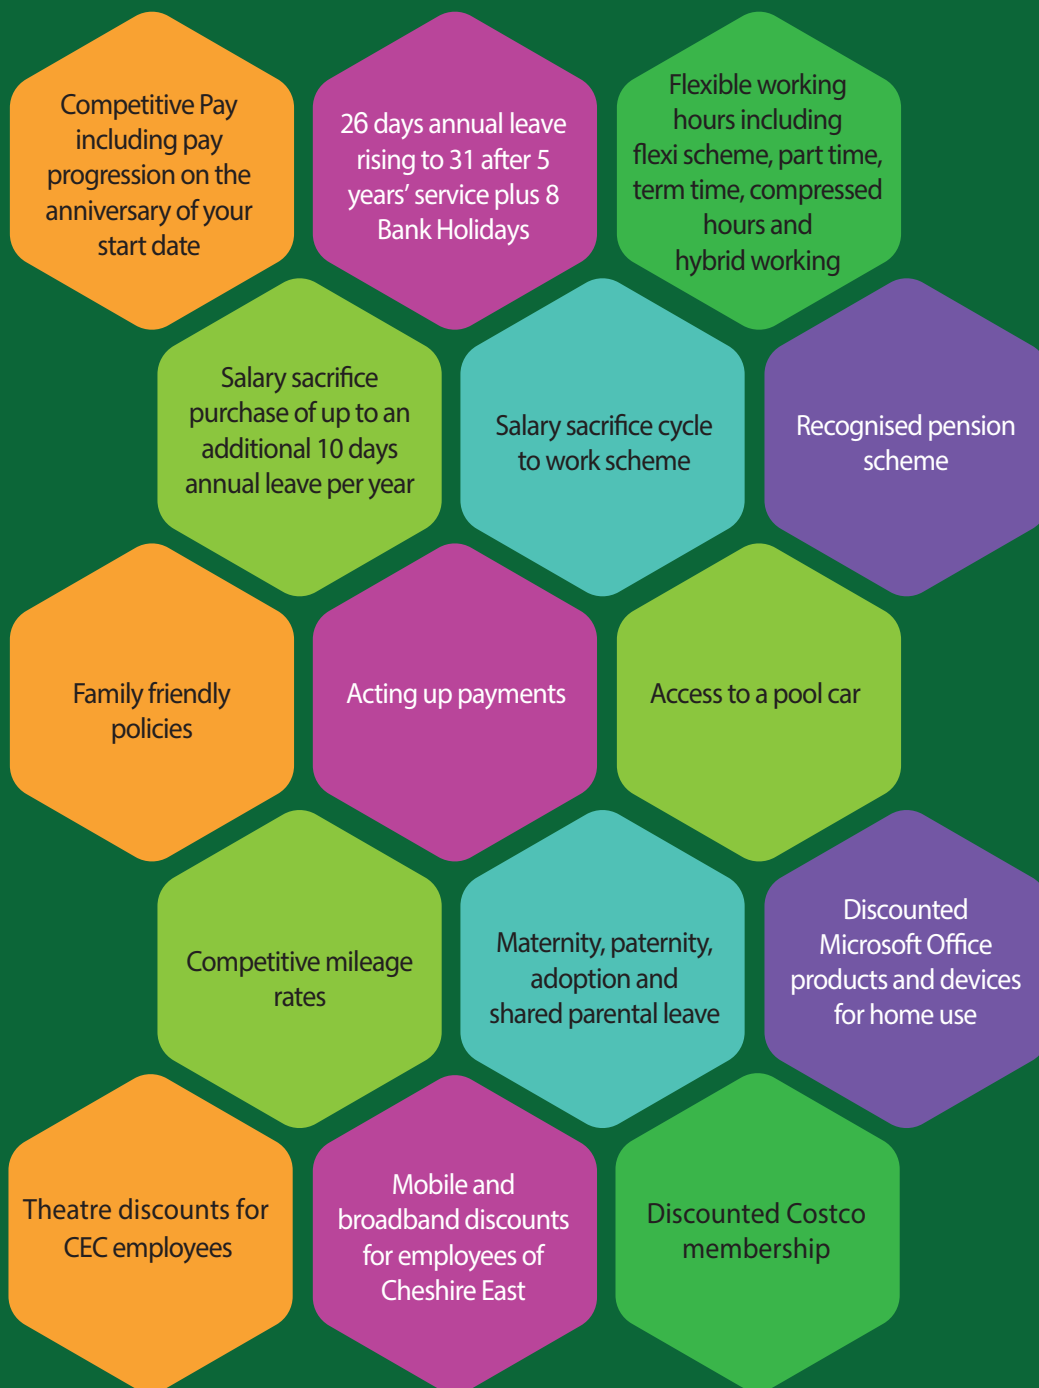 Competitive Pay
including pay
progression on the
anniversary of your
start date
26 days annual leave
rising to 31 after 5
years’ service plus 8
Bank Holidays
Flexible working
hours including
flexi scheme, part time,
term time, compressed
hours and
hybrid working
Salary sacrifice
purchase of up to an
additional 10 days
annual leave per year
Salary sacrifice cycle
to work scheme
Recognised pension
scheme
Family friendly
policies
Acting up payments
Access to a pool car
Competitive mileage
rates
Maternity, paternity,
adoption and
shared parental leave
Discounted
Microsoft Office
products and devices
for home use
Theatre discounts for
CEC employees
Mobile and
broadband discounts
for employees of
Cheshire East
Discounted Costco
membership